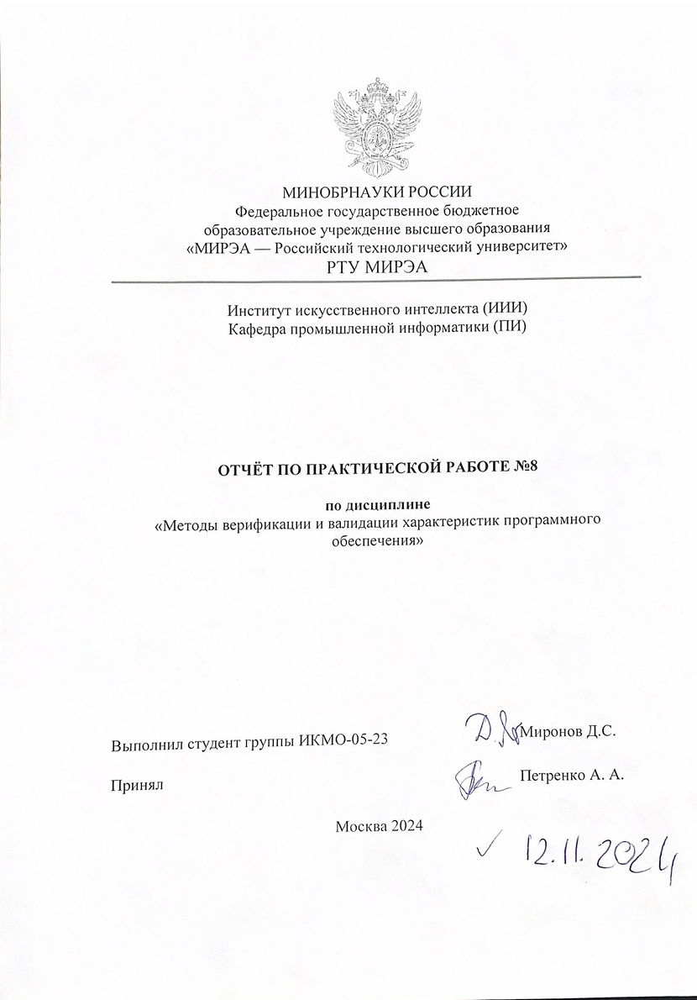 МИНОБРНАУКИ РОССИИ
Федеральное государственное бюджетное
образовательное учреждение высшего образования
«МИРЭА — Российский технологический университет»
РТУ МИРЭА
Институт искусственного интеллекта (ИИИ)
Кафедра промышленной информатики (ПИ)
ОТЧЁТ ПО ПРАКТИЧЕСКОЙ РАБОТЕ №8
по дисциплине
«Методы верификации и валидации характеристик программного
обеспечения»
Выполнил студент группы ИКМО-05-23 Миронов Д.С.
Принял Петренко А. А.
Москва 2024
✓ 12.11.2024